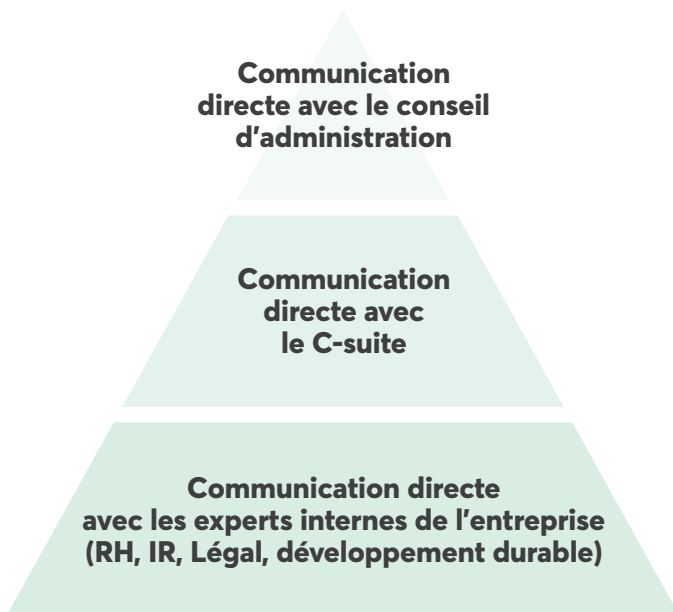 Communication
directe avec le conseil
d’administration
Communication
directe avec
le C-suite
Communication directe
avec les experts internes de l’entreprise
(RH, IR, Légal, développement durable)